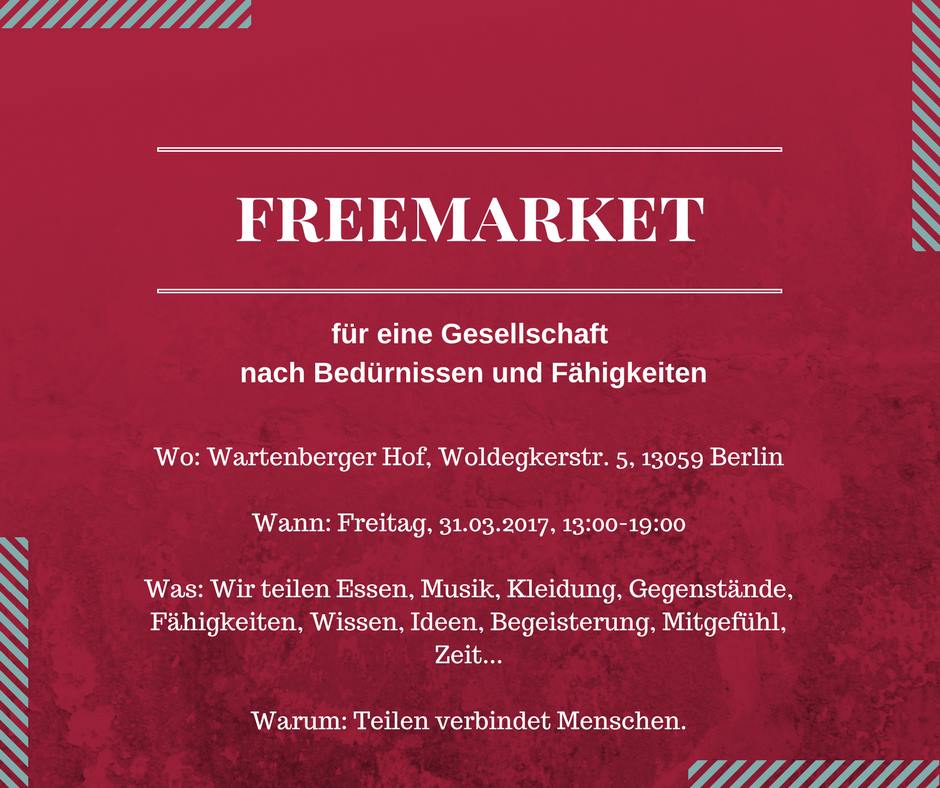 FREEMARKET
für eine Gesellschaft
nach Bedürnissen und Fähigkeiten
Wo: Wartenberger Hof, Woldegkerstr. 5, 13059 Berlin
Wann: Freitag, 31.03.2017, 13:00-19:00
Was: Wir teilen Essen, Musik, Kleidung, Gegenstände,
Fähigkeiten, Wissen, Ideen, Begeisterung, Mitgefühl,
Zeit...
Warum: Teilen verbindet Menschen.